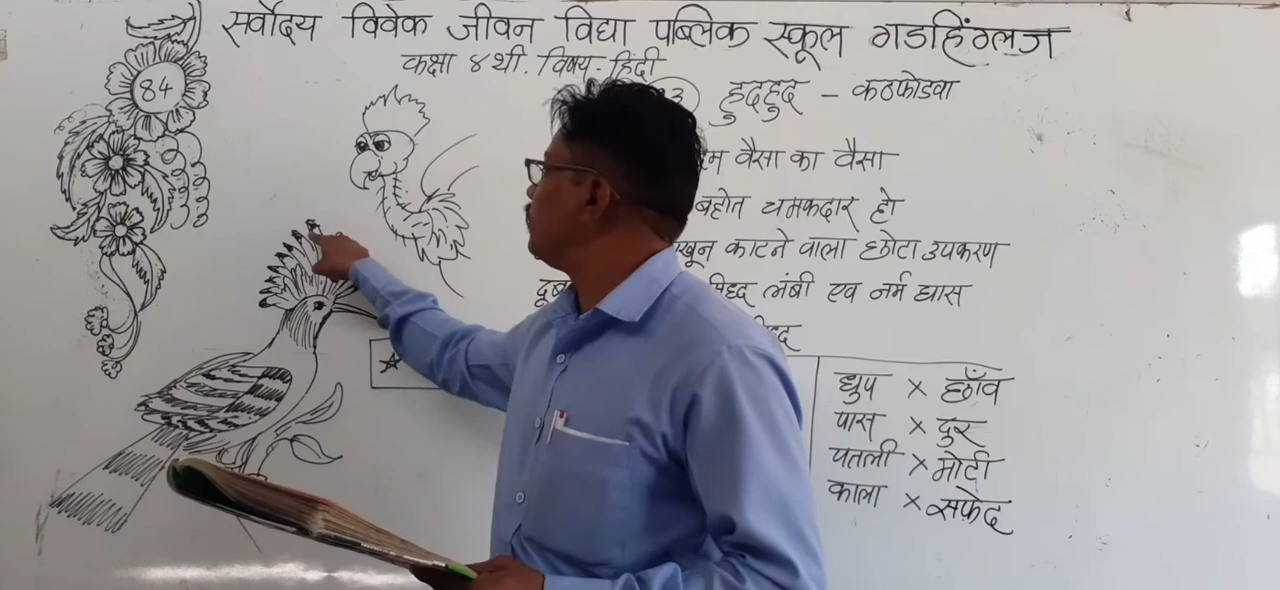 84
सर्वोदय विवेक जीवन विद्या पब्लिक स्कूल गडहिंग्लज
कक्षा ४थी. विषय-हिंदी
हुदहुद – कठफोडवा
वैसा का वैसा
बहोत चमकदार हो
काटने वाला छोटा उपकरण
लंबी एव नर्म घास
धुप × छाँव
पास × दुर
पतली × मोटी
काला × सफ़ेद